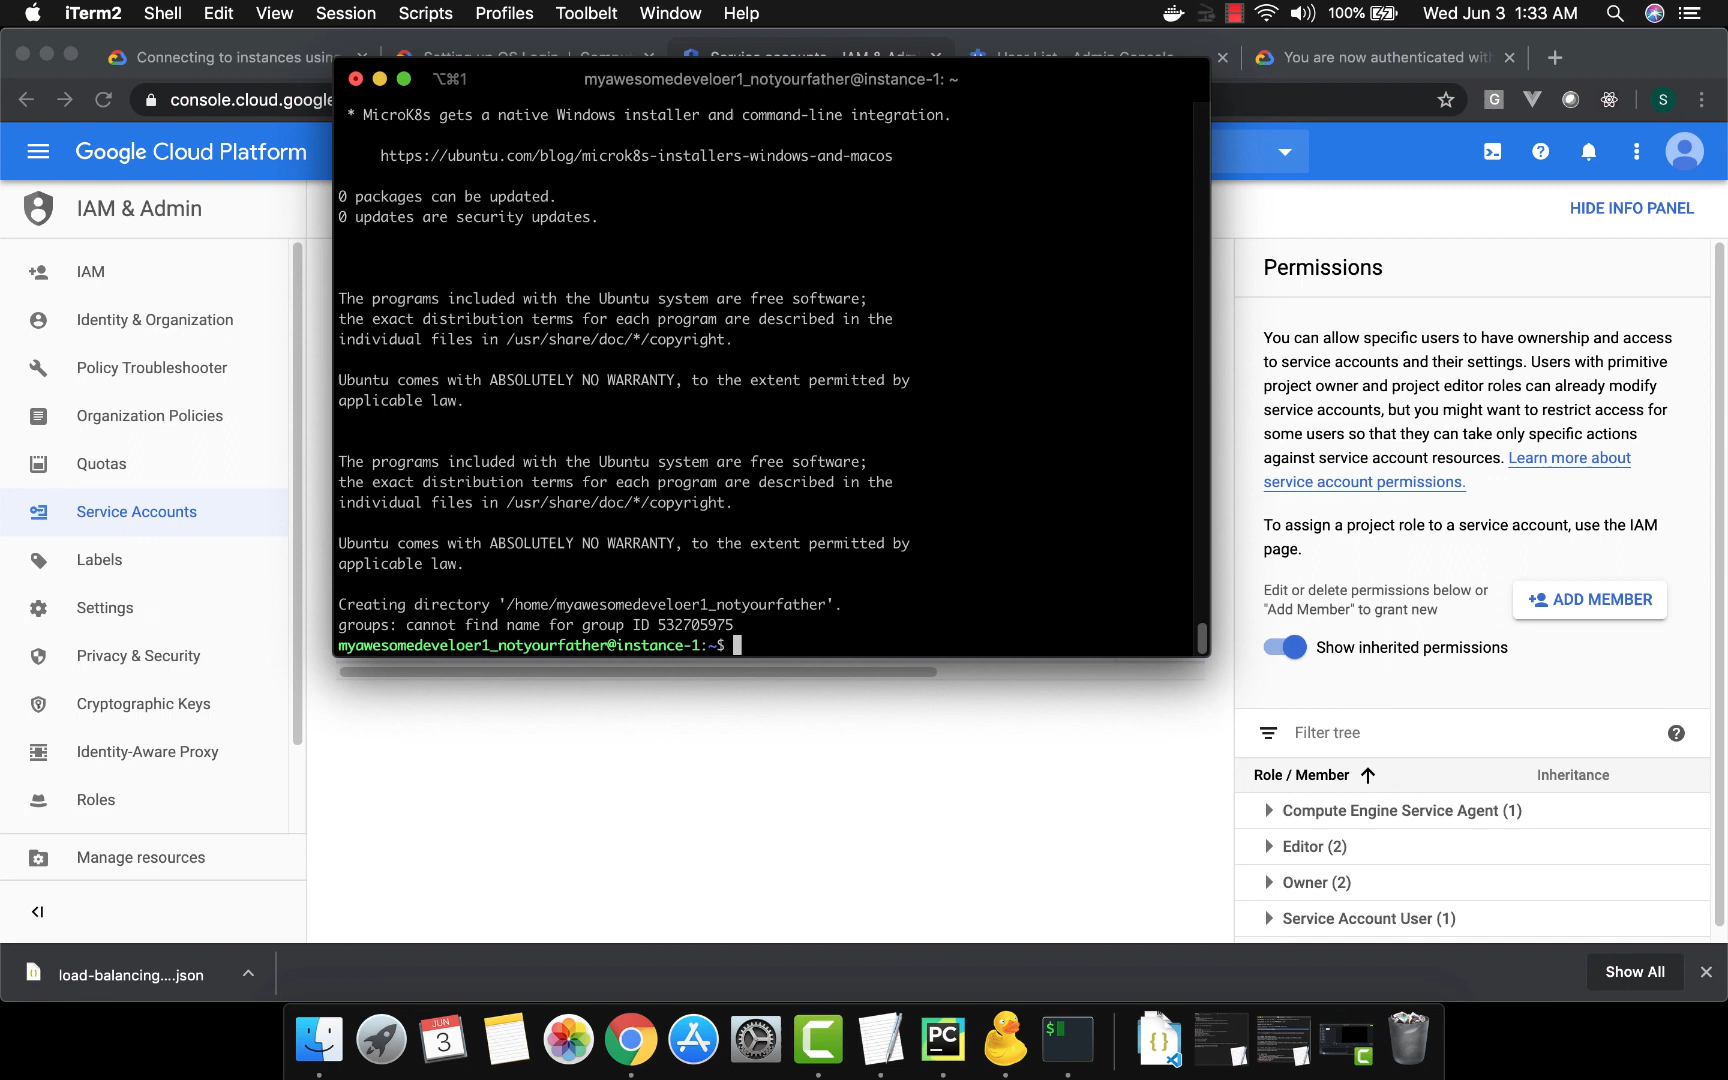 iTerm2 Shell Edit View Session Scripts Profiles Toolbelt Window Help 100% Wed Jun 3 1:33 AM
Connecting to instances usin
Service accounts
User List - Admin Console
You are now authenticated with
console.cloud.google
G
S
Google Cloud Platform
IAM & Admin
HIDE INFO PANEL
IAM
Identity & Organization
Policy Troubleshooter
Organization Policies
Quotas
Service Accounts
Labels
Settings
Privacy & Security
Cryptographic Keys
Identity-Aware Proxy
Roles
Manage resources
⌥⌘1 myawesomedeveloer1_notyourfather@instance-1: ~
* MicroK8s gets a native Windows installer and command-line integration.
https://ubuntu.com/blog/microk8s-installers-windows-and-macos
0 packages can be updated.
0 updates are security updates.
The programs included with the Ubuntu system are free software;
the exact distribution terms for each program are described in the
individual files in /usr/share/doc/*/copyright.
Ubuntu comes with ABSOLUTELY NO WARRANTY, to the extent permitted by
applicable law.
The programs included with the Ubuntu system are free software;
the exact distribution terms for each program are described in the
individual files in /usr/share/doc/*/copyright.
Ubuntu comes with ABSOLUTELY NO WARRANTY, to the extent permitted by
applicable law.
Creating directory '/home/myawesomedeveloer1_notyourfather'.
groups: cannot find name for group ID 532705975
myawesomedeveloer1_notyourfather@instance-1:~$
Permissions
You can allow specific users to have ownership and access
to service accounts and their settings. Users with primitive
project owner and project editor roles can already modify
service accounts, but you might want to restrict access for
some users so that they can take only specific actions
against service account resources. Learn more about
service account permissions.
To assign a project role to a service account, use the IAM
page.
Edit or delete permissions below or
"Add Member" to grant new
ADD MEMBER
Show inherited permissions
Filter tree
Role / Member Inheritance
Compute Engine Service Agent (1)
Editor (2)
Owner (2)
Service Account User (1)
load-balancing....json
Show All
JUN
3
PC
$